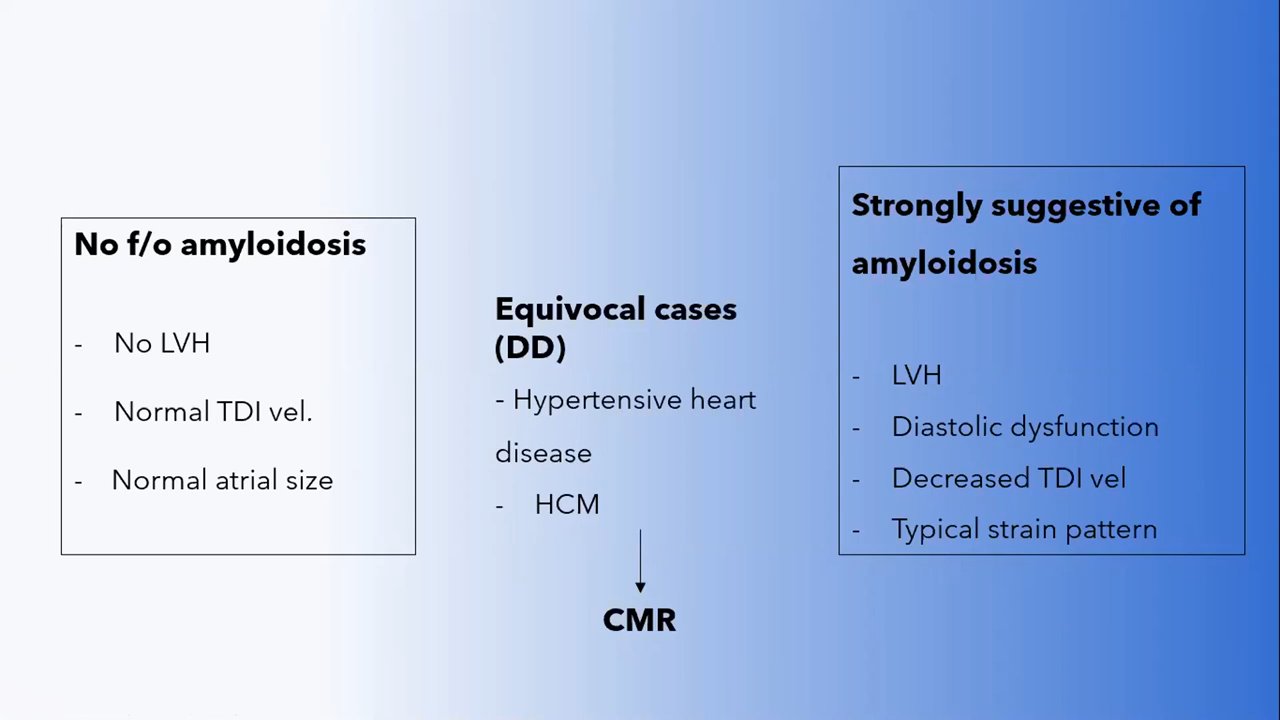 No f/o amyloidosis
- No LVH
- Normal TDI vel.
- Normal atrial size
Equivocal cases
(DD)
- Hypertensive heart
disease
- HCM
CMR
Strongly suggestive of
amyloidosis
- LVH
- Diastolic dysfunction
- Decreased TDI vel
- Typical strain pattern